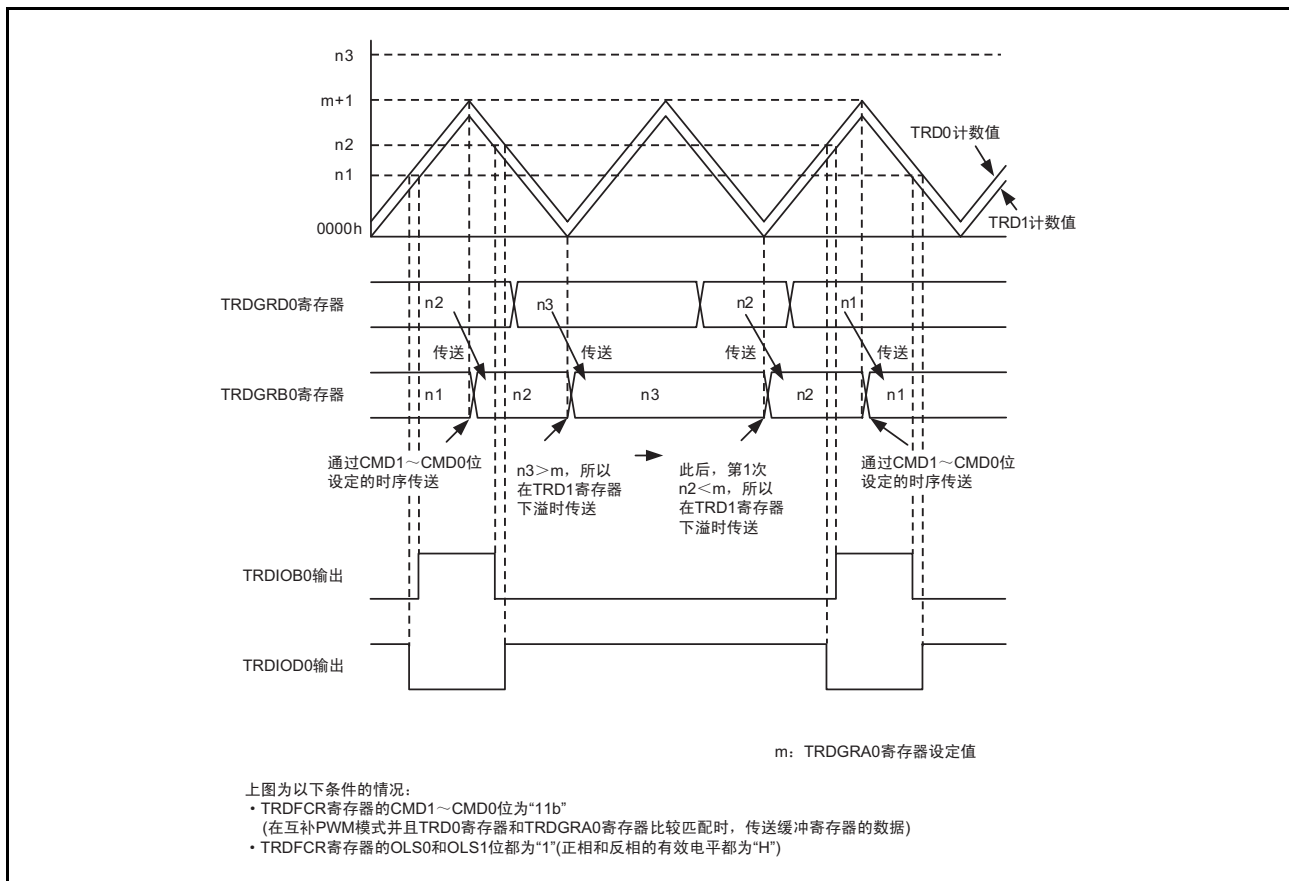 n3
m+1
n2
n1
0000h
TRD0计数值
TRD1计数值
TRDGRD0寄存器
n2
n3
n2
n1
传送
传送
传送
传送
TRDGRB0寄存器
n1
n2
n3
n2
n1
通过CMD1～CMD0位
设定的时序传送
n3＞m，所以
在TRD1寄存器
下溢时传送
此后，第1次
n2＜m，所以
在TRD1寄存器
下溢时传送
通过CMD1～CMD0位
设定的时序传送
TRDIOB0输出
TRDIOD0输出
m：TRDGRA0寄存器设定值
上图为以下条件的情况：
• TRDFCR寄存器的CMD1～CMD0位为“11b”
(在互补PWM模式并且TRD0寄存器和TRDGRA0寄存器比较匹配时，传送缓冲寄存器的数据)
• TRDFCR寄存器的OLS0和OLS1位都为“1”(正相和反相的有效电平都为“H”)